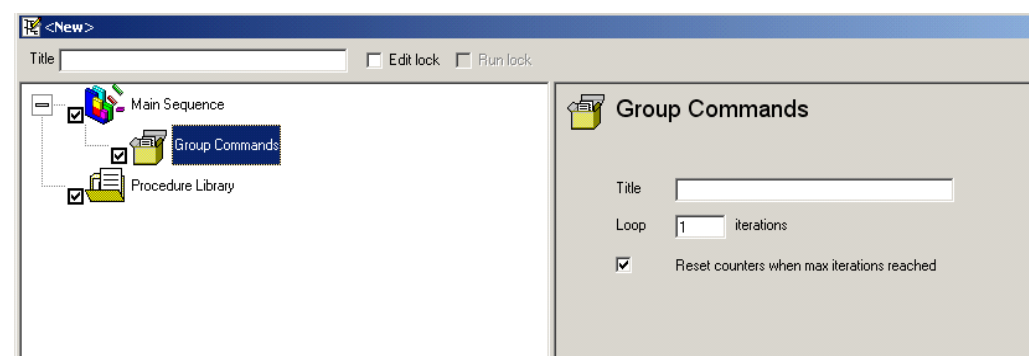 <New>
Title Edit lock Run lock
Main Sequence
Group Commands
Procedure Library
Group Commands
Title
Loop 1 iterations
Reset counters when max iterations reached